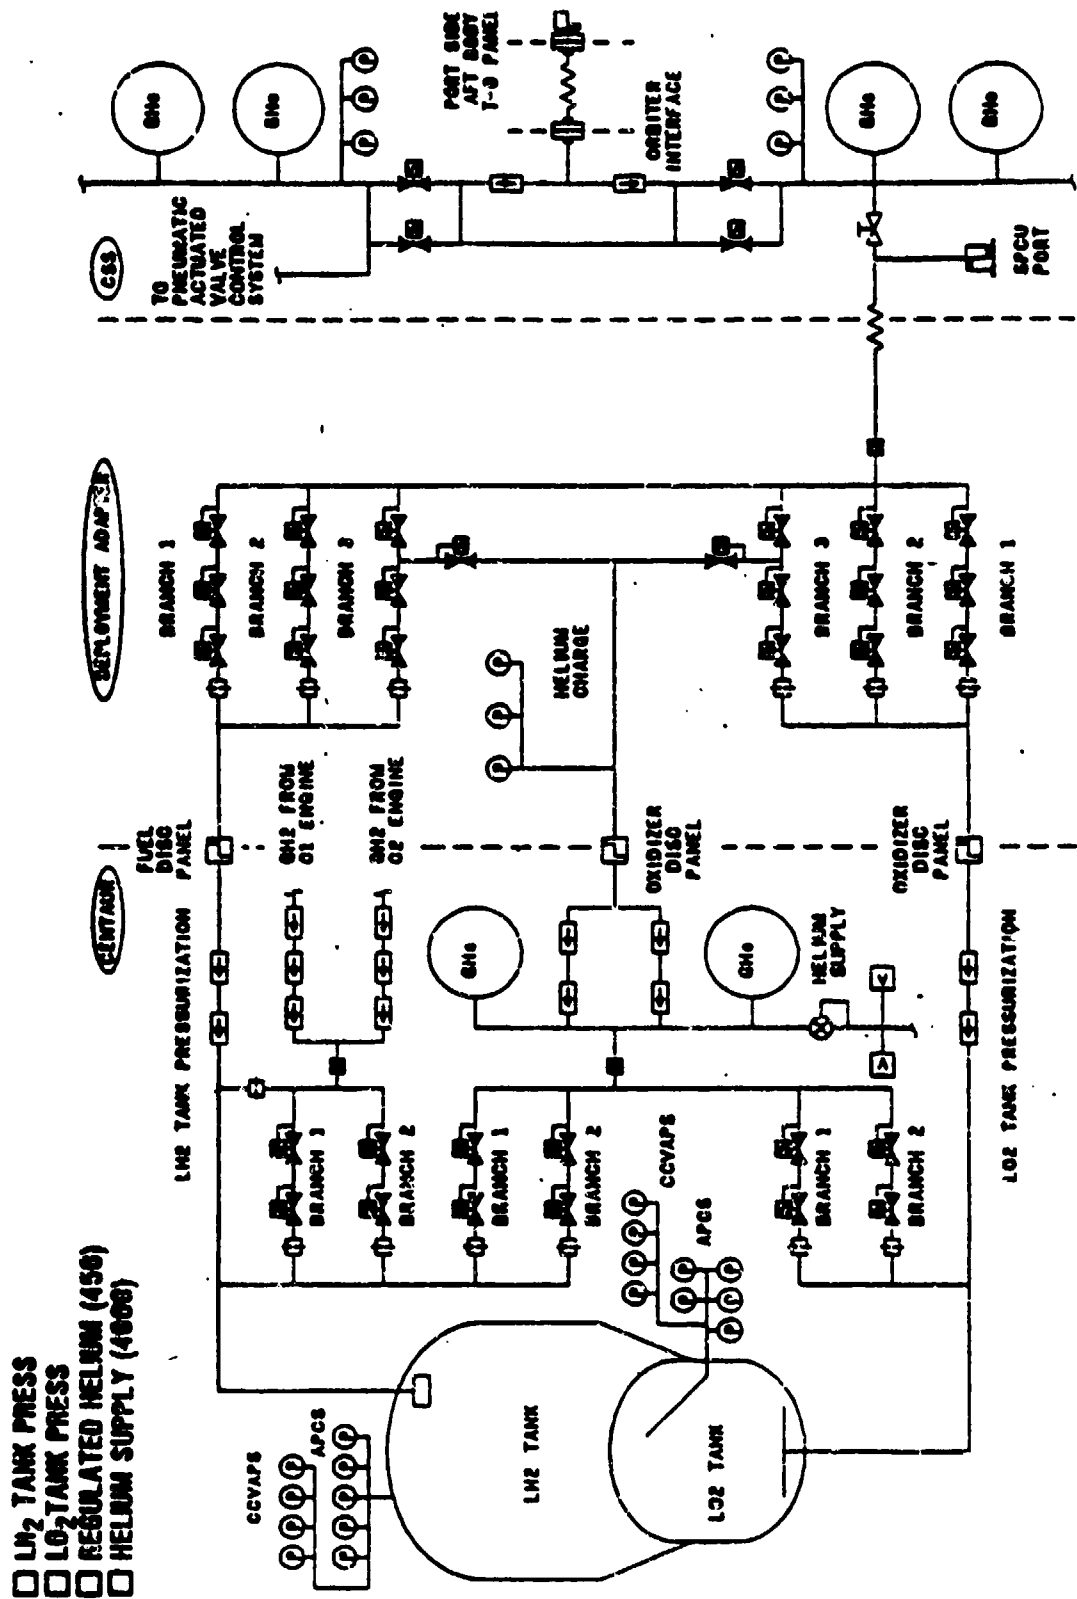 □ LH₂ TANK PRESS
□ LO₂ TANK PRESS
□ REGULATED HELIUM (450)
□ HELIUM SUPPLY (4000)
CENTAUR
DEPLOYMENT ADAPTER
CSS
LH2 TANK PRESSURIZATION
FUEL
DISC
PANEL
BRANCH 1
BRANCH 2
BRANCH 3
TO
PNEUMATIC
ACTUATED
VALVE
CONTROL
SYSTEM
GHe
GHe
P
P
P
GH2 FROM
O1 ENGINE
GH2 FROM
O2 ENGINE
CCVAPS
P
P
P
P
APCS
P
P
P
P
P
BRANCH 1
BRANCH 2
BRANCH 1
BRANCH 2
GHe
P
P
P
HELIUM
CHARGE
PORT SIDE
AFT BODY
T-0 PANEL
ORBITER
INTERFACE
LH2 TANK
LO2 TANK
P
P
P
P
CCVAPS
P
P
P
P
P
APCS
OXIDIZER
DISC
PANEL
GHe
HELIUM
SUPPLY
BRANCH 1
BRANCH 2
BRANCH 3
BRANCH 2
BRANCH 1
P
P
P
GHe
GHe
SPCU
PORT
OXIDIZER
DISC
PANEL
LO2 TANK PRESSURIZATION